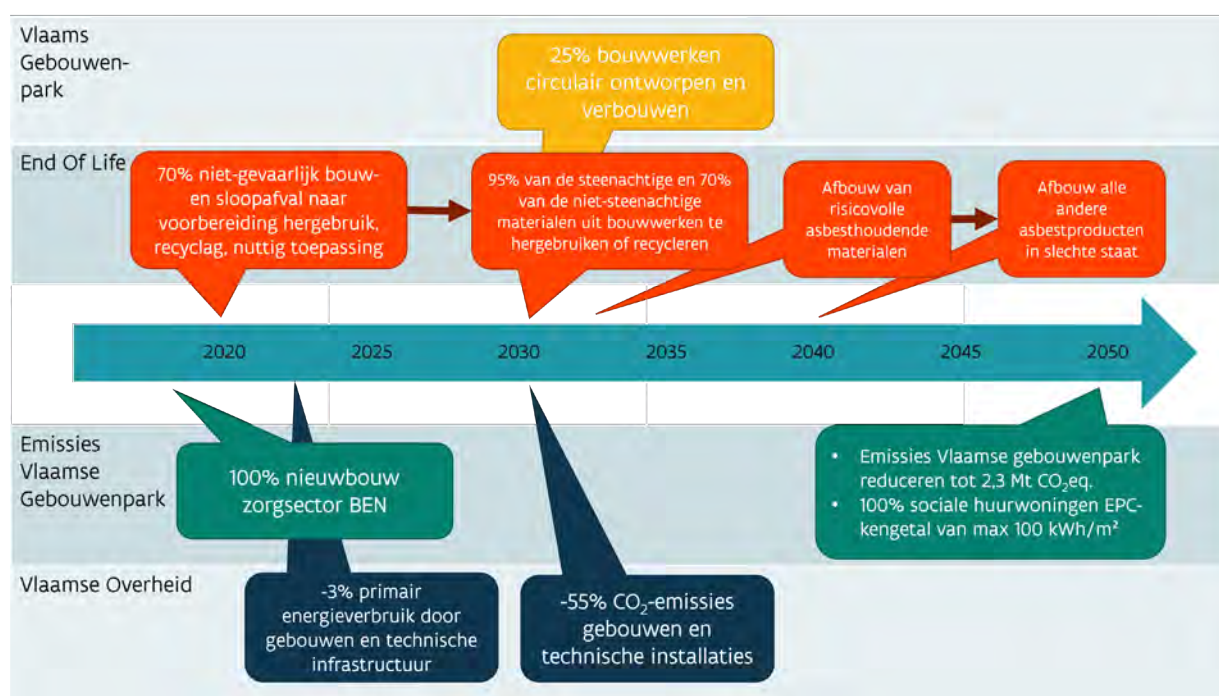 Vlaams
Gebouwen-
park
25% bouwwerken
circulair ontworpen en
verbouwen
End Of Life
70% niet-gevaarlijk bouw-
en sloopafval naar
voorbereiding hergebruik,
recyclag, nuttig toepassing
95% van de steenachtige en 70%
van de niet-steenachtige
materialen uit bouwwerken te
hergebruiken of recycleren
Afbouw van
risicovolle
asbesthoudende
materialen
Afbouw alle
andere
asbestproducten
in slechte staat
2020 2025 2030 2035 2040 2045 2050
Emissies
Vlaamse
Gebouwenpark
100% nieuwbouw
zorgsector BEN
• Emissies Vlaamse gebouwenpark
reduceren tot 2,3 Mt CO₂eq.
• 100% sociale huurwoningen EPC-
kengetal van max 100 kWh/m²
Vlaamse Overheid
-3% primair
energieverbruik door
gebouwen en technische
infrastructuur
-55% CO₂-emissies
gebouwen en
technische installaties